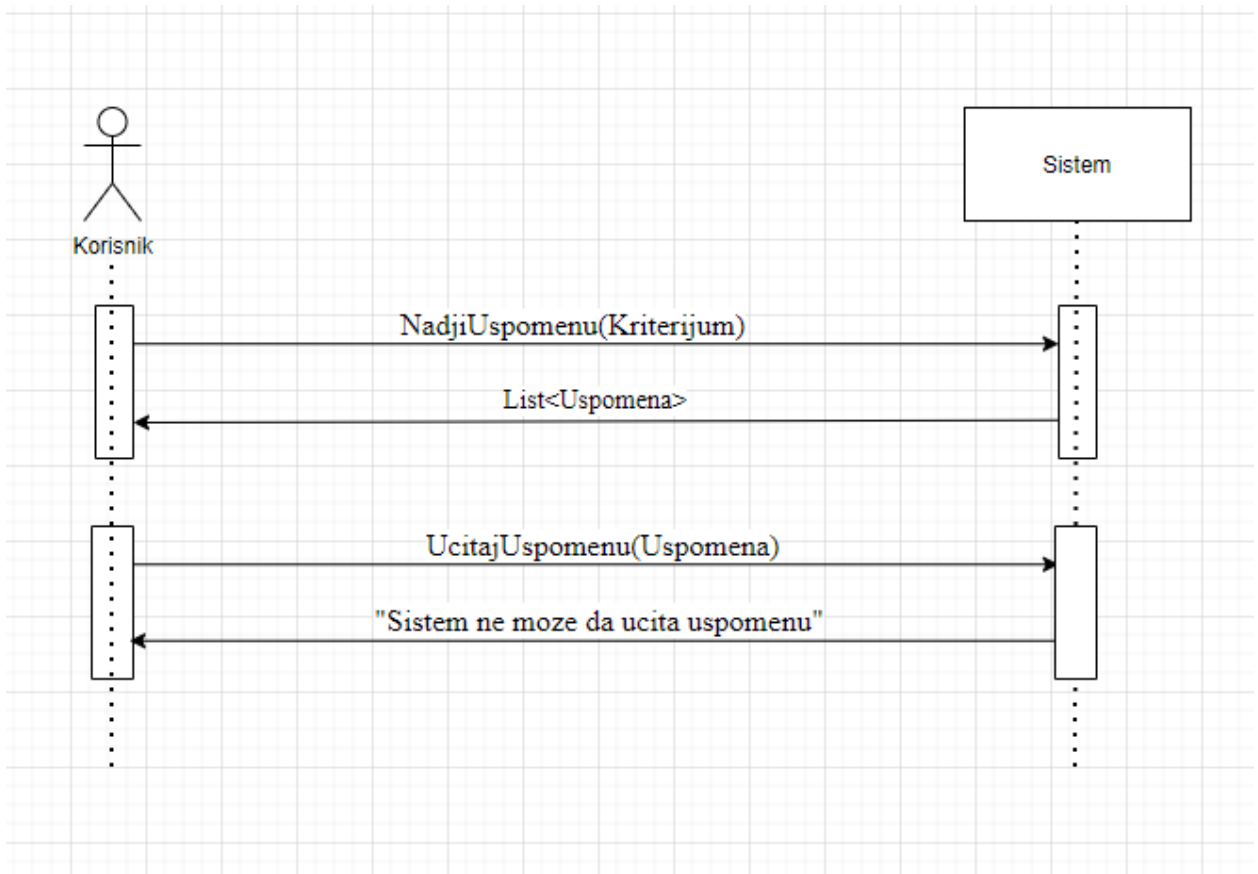 Sistem
Korisnik
NadjiUspomenu(Kriterijum)
List<Uspomena>
UcitajUspomenu(Uspomena)
"Sistem ne moze da ucita uspomenu"